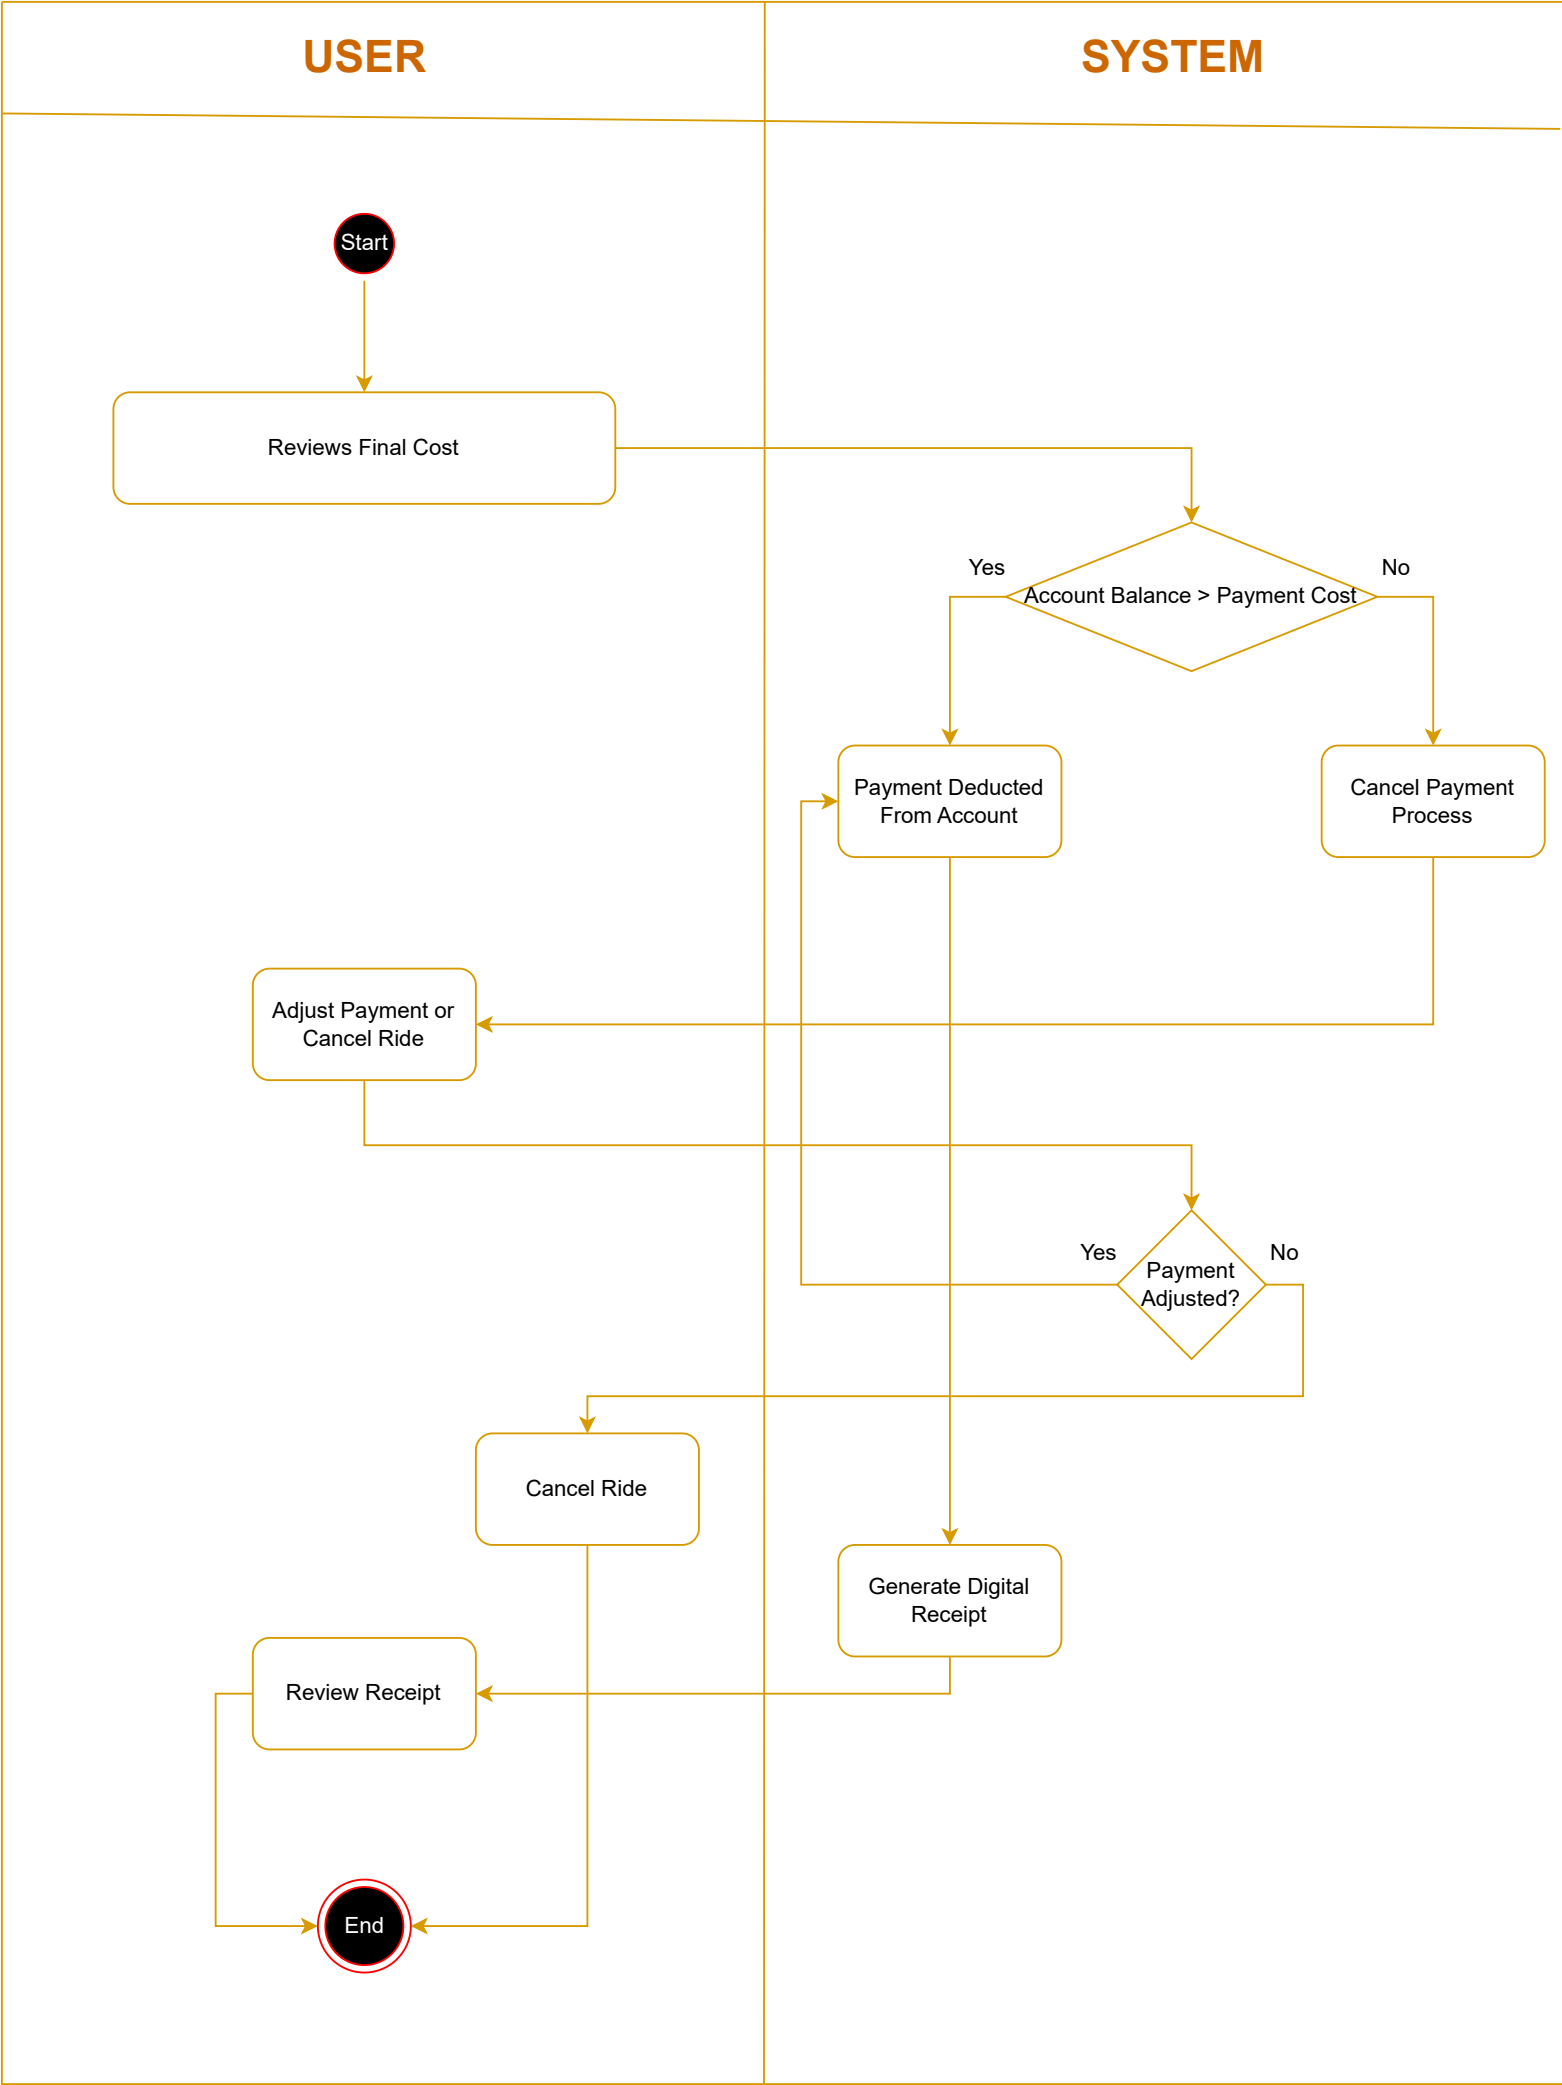 USER
SYSTEM
Start
Reviews Final Cost
Yes
No
Account Balance > Payment Cost
Payment Deducted
From Account
Cancel Payment
Process
Adjust Payment or
Cancel Ride
Yes
No
Payment
Adjusted?
Cancel Ride
Generate Digital
Receipt
Review Receipt
End